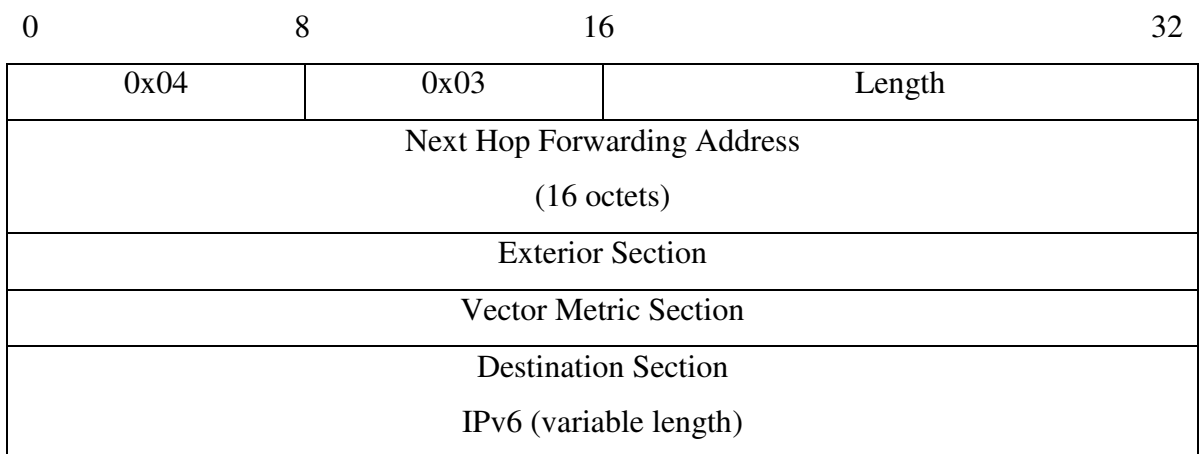 0 8 16 32
0x04 0x03 Length
Next Hop Forwarding Address
(16 octets)
Exterior Section
Vector Metric Section
Destination Section
IPv6 (variable length)